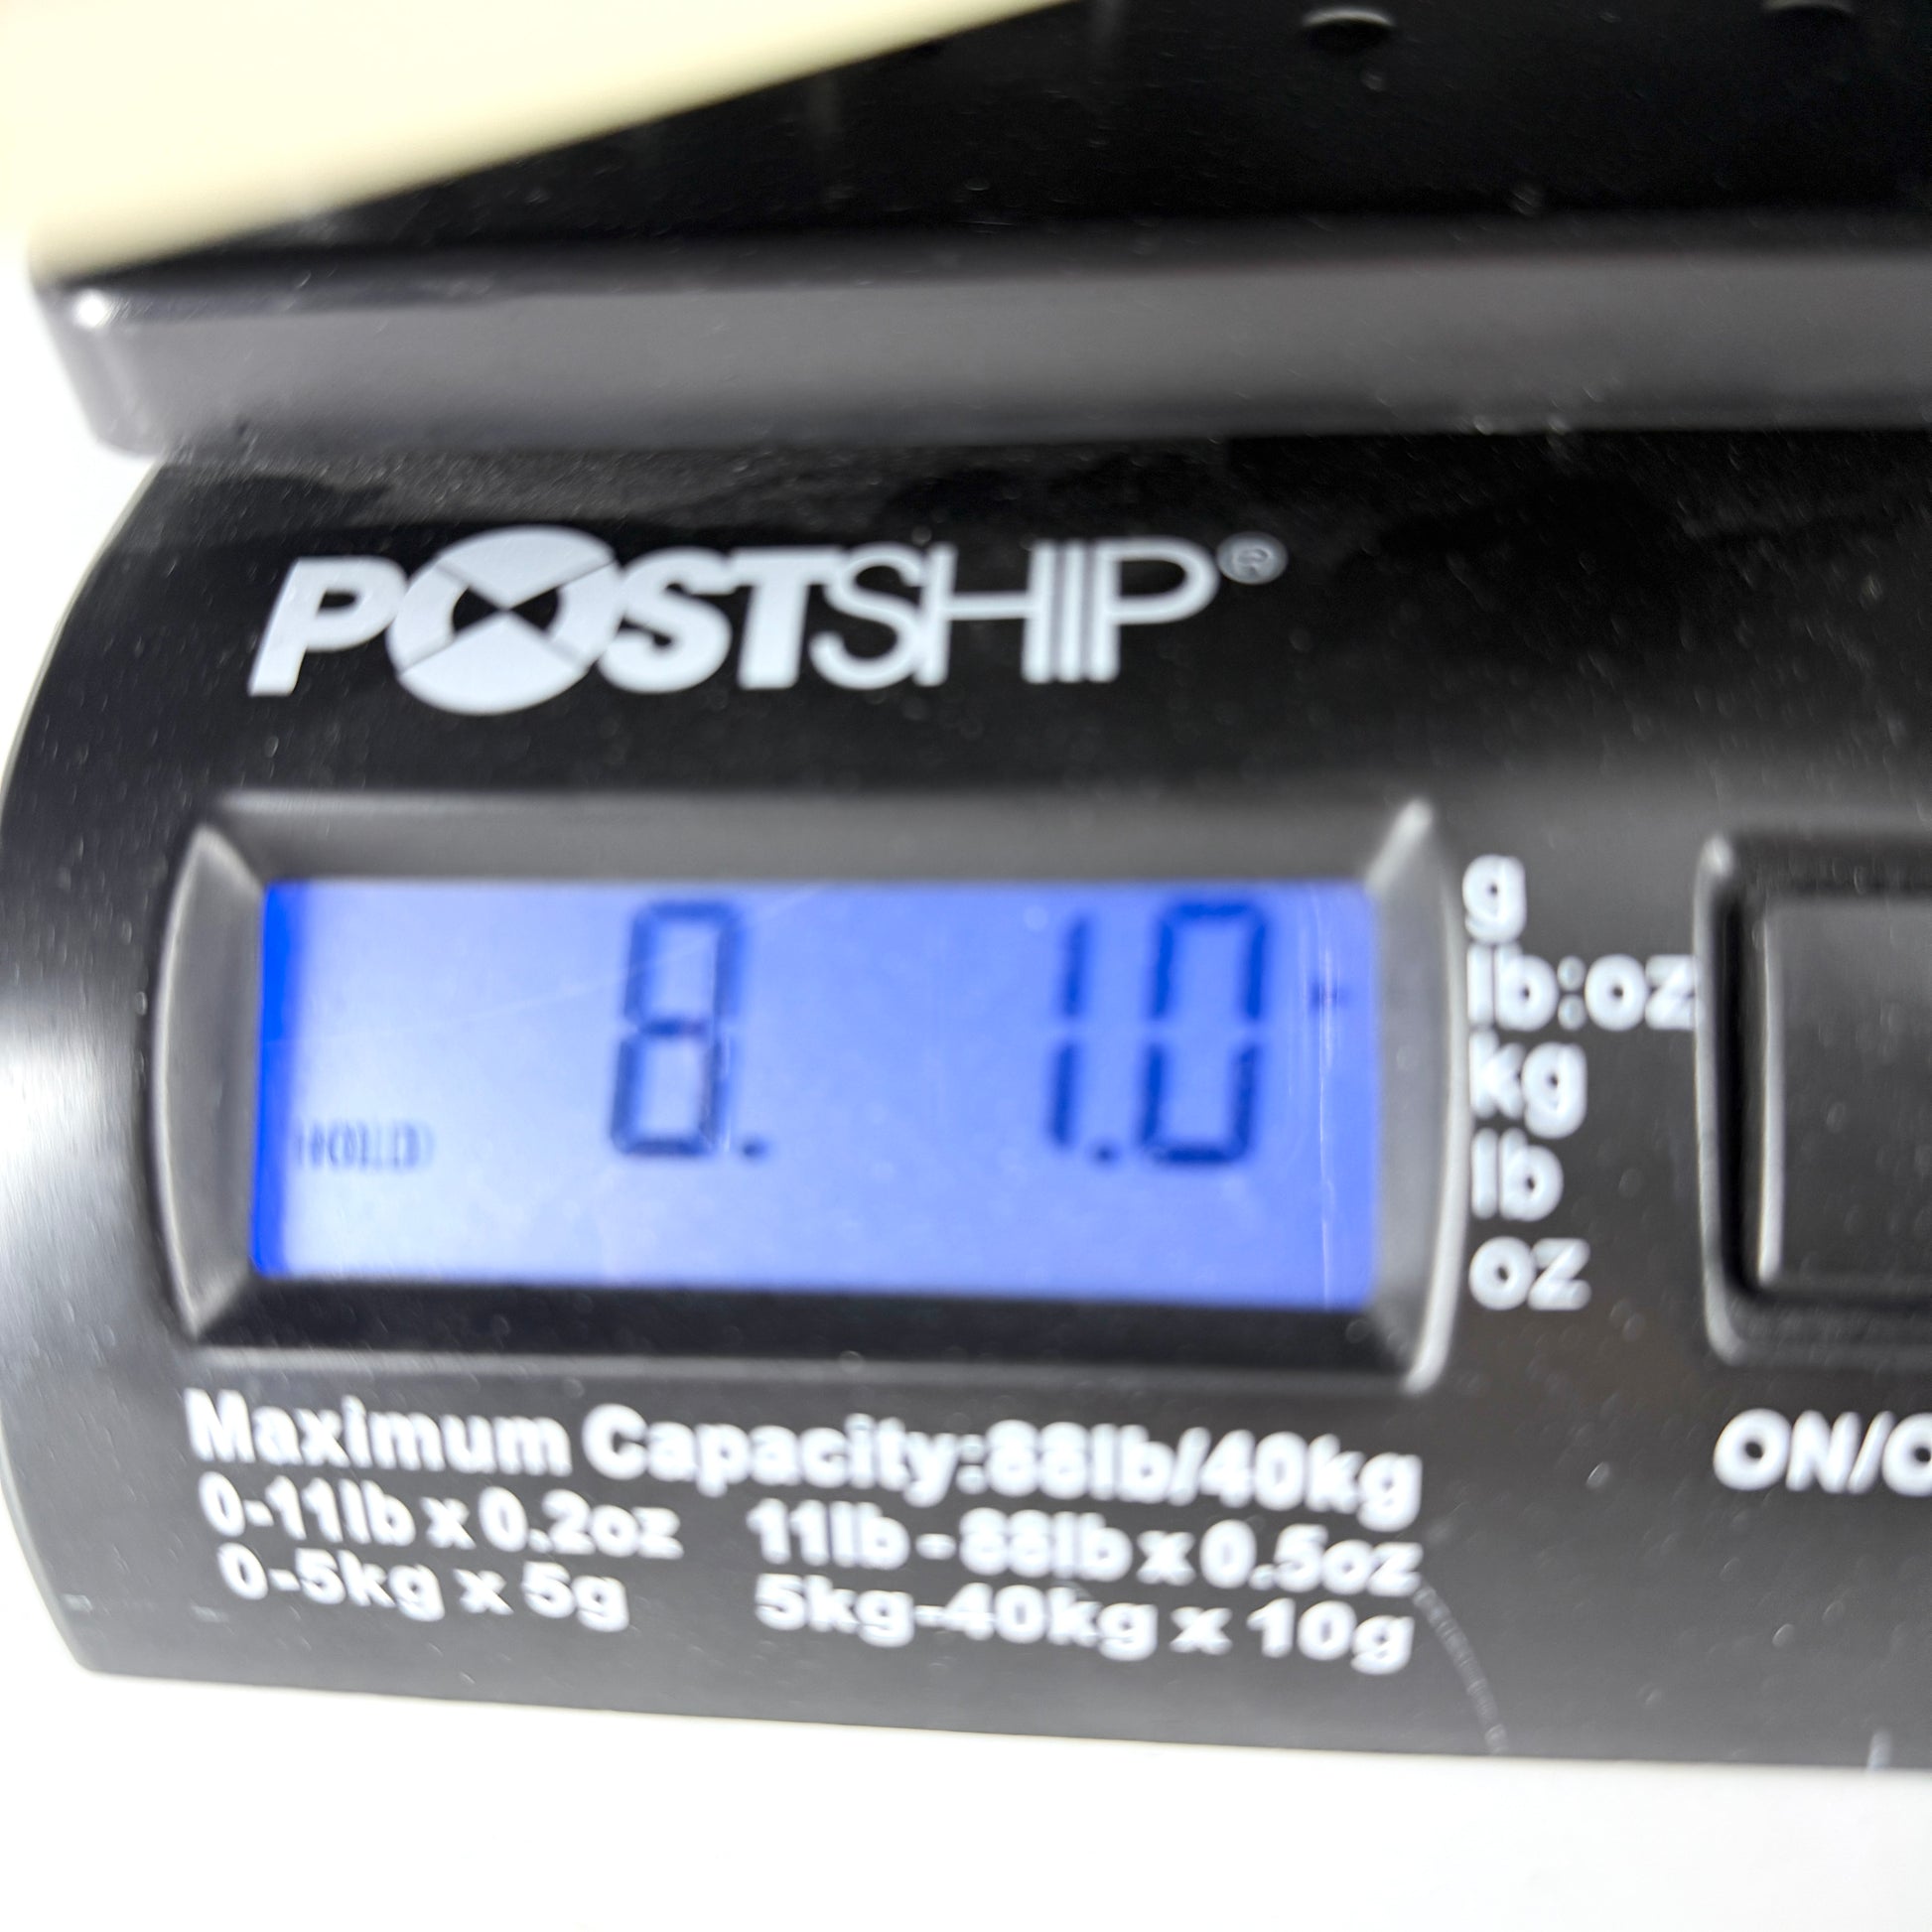 POSTSHIP®
8. 1.0
HOLD
g
lb:oz
kg
lb
oz
Maximum Capacity:88lb/40kg
0-11lb x 0.2oz 11lb-88lb x 0.5oz
0-5kg x 5g 5kg-40kg x 10g
ON/O